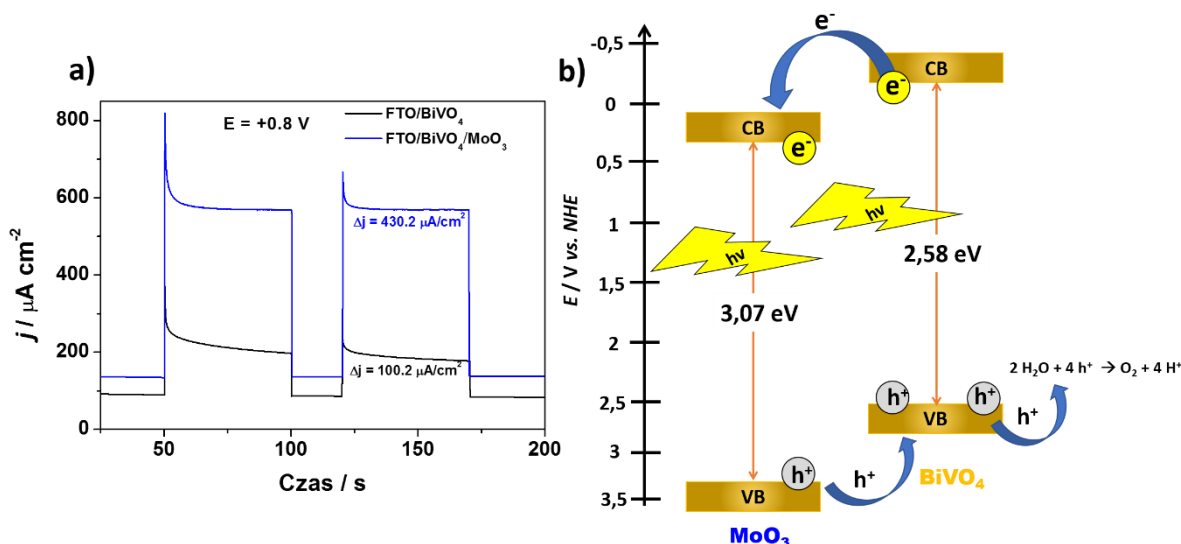 a)
E = +0.8 V
FTO/BiVO₄
FTO/BiVO₄/MoO₃
Δj = 430.2 μA/cm²
Δj = 100.2 μA/cm²
j / μA cm⁻²
800
600
400
200
0
50
100
150
200
Czas / s
b)
E / V vs. NHE
-0,5
0
0,5
1
1,5
2
2,5
3
3,5
e⁻
CB
e⁻
CB
e⁻
hv
hv
2,58 eV
3,07 eV
2 H₂O + 4 h⁺ → O₂ + 4 H⁺
h⁺
h⁺
VB
h⁺
BiVO₄
h⁺
VB
h⁺
MoO₃